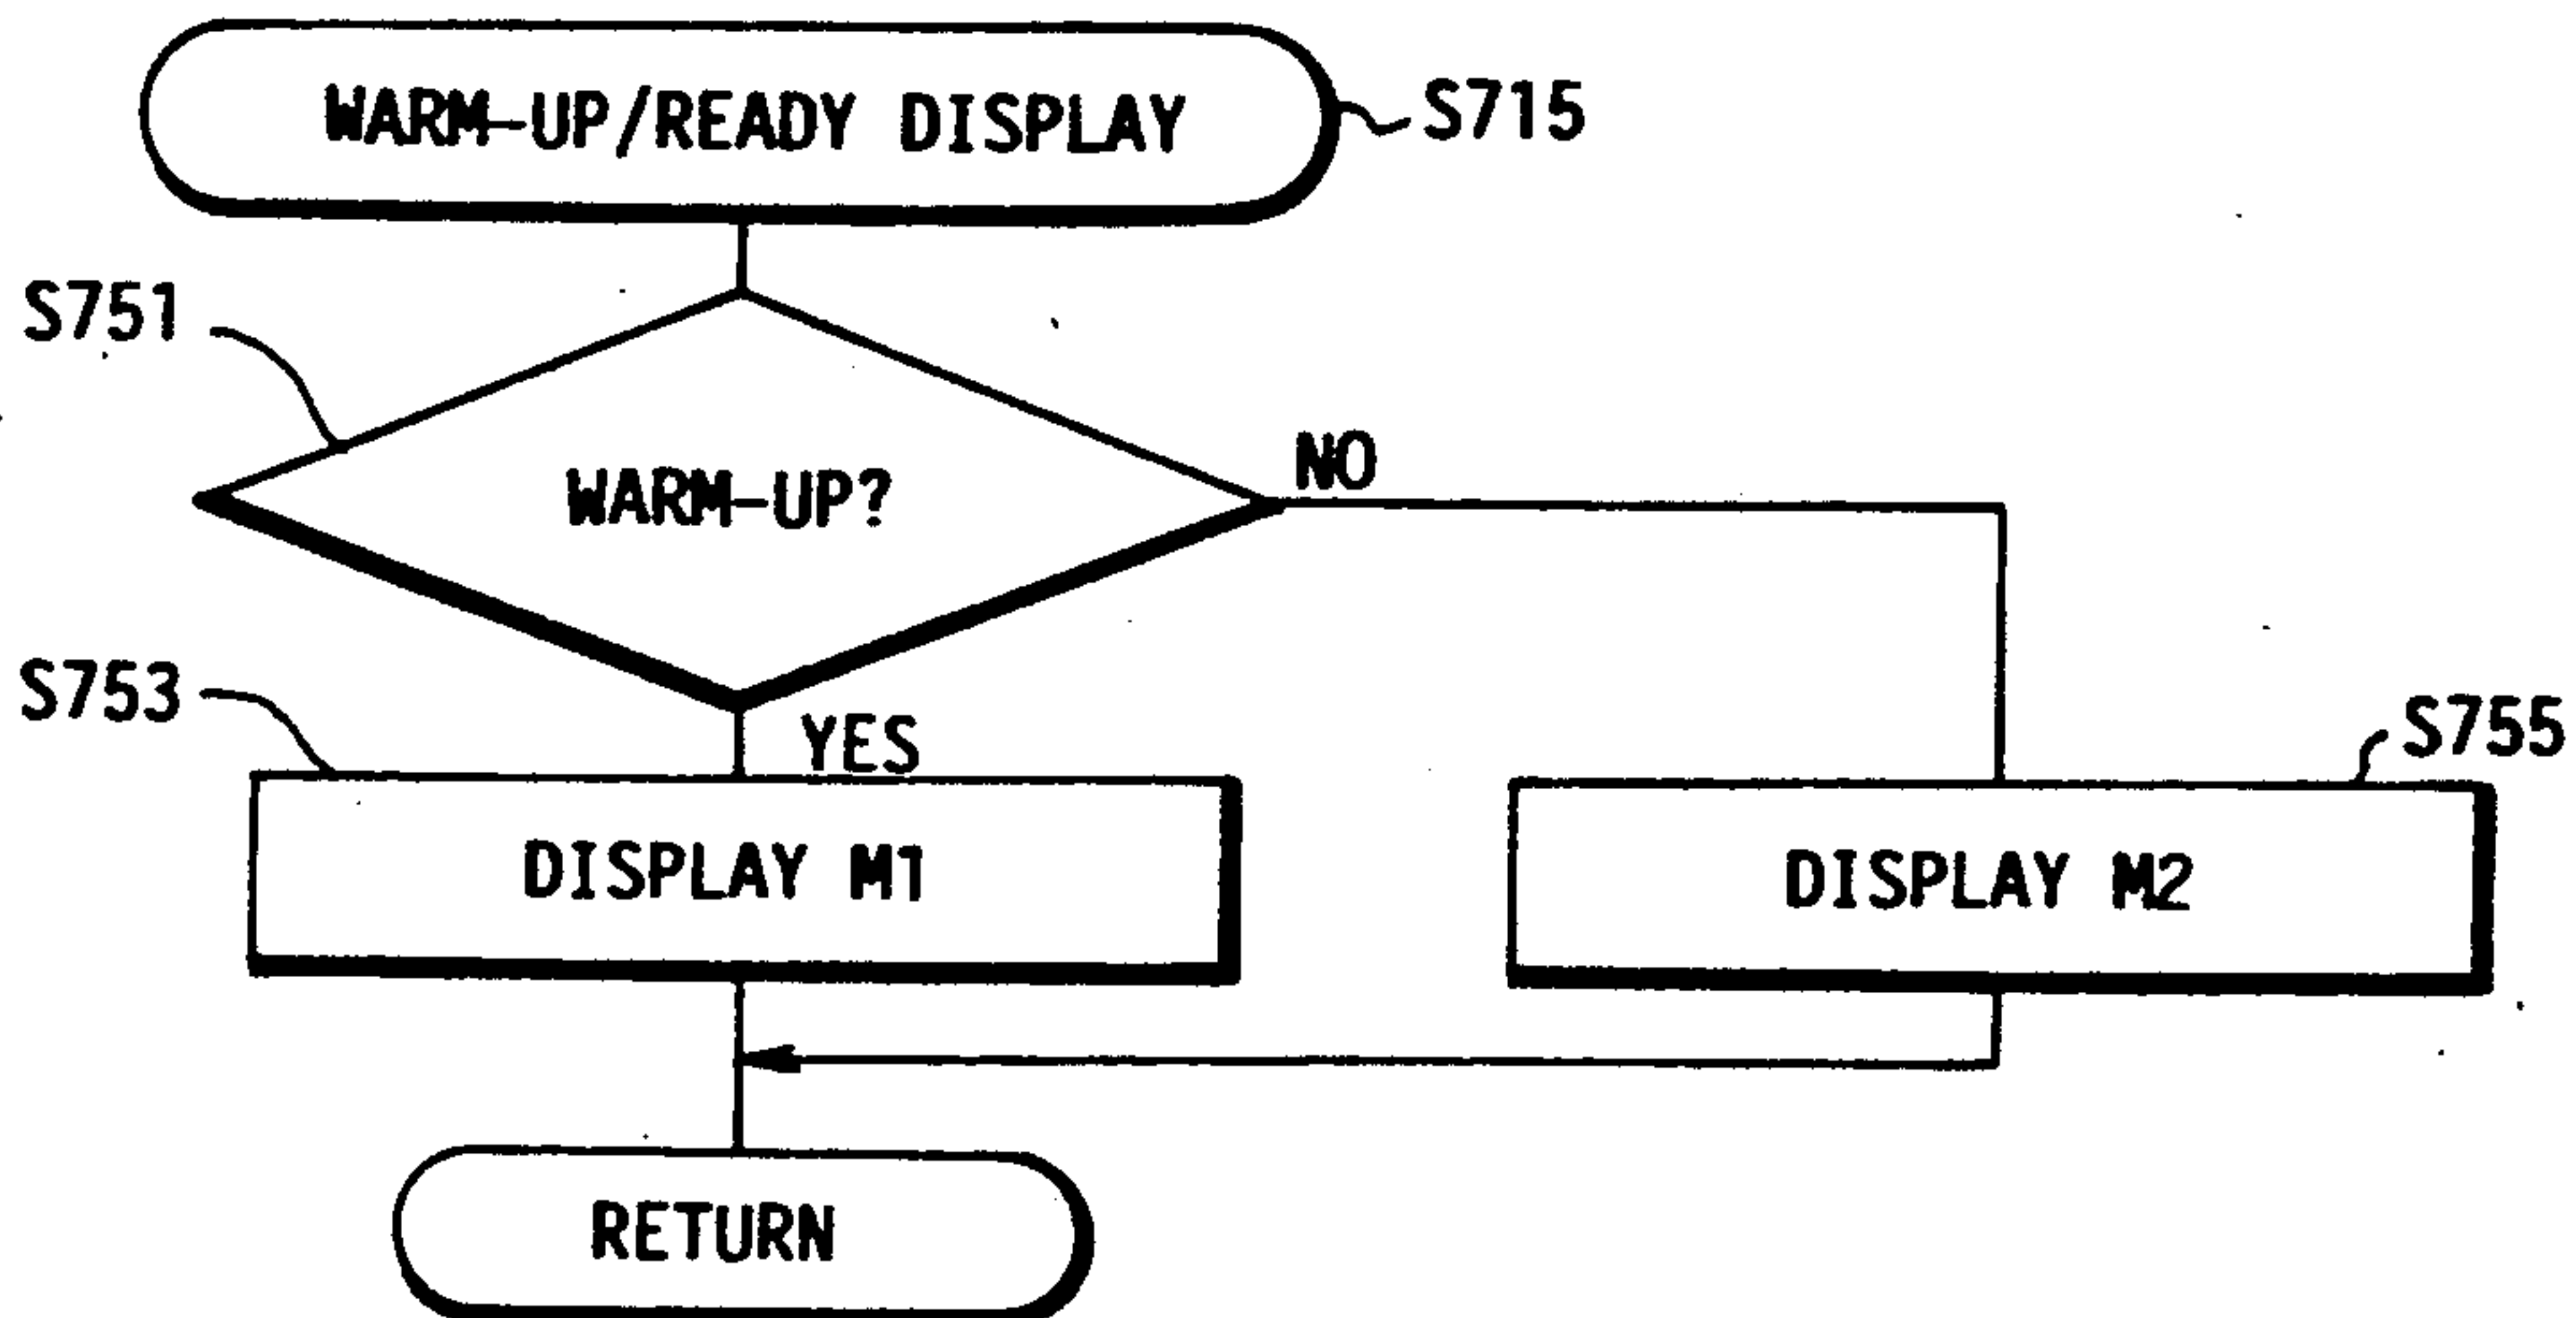 WARM-UP/READY DISPLAY
S715
S751
WARM-UP?
NO
S753
YES
S755
DISPLAY M1
DISPLAY M2
RETURN